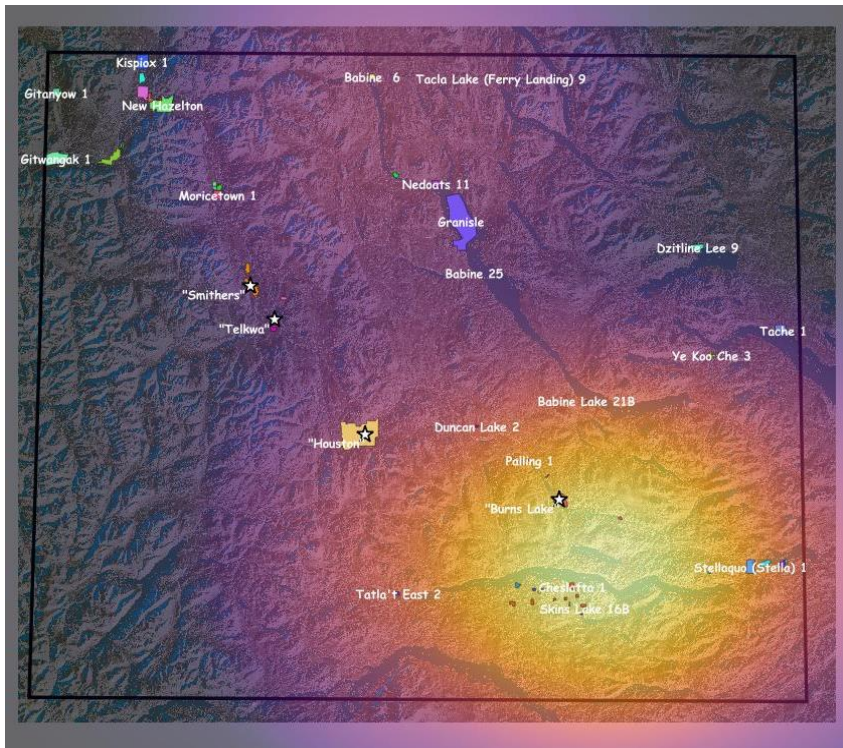 Kispiox 1
Babine 6
Tacla Lake (Ferry Landing) 9
Gitanyow 1
New Hazelton
Gitwangak 1
Nedoats 11
Moricetown 1
Granisle
Dzitline Lee 9
Babine 25
"Smithers"
"Telkwa"
Tache 1
Ye Koo Che 3
Babine Lake 21B
Duncan Lake 2
"Houston"
Palling 1
"Burns Lake"
Stellaquo (Stella) 1
Cheslatta 1
Tatla't East 2
Skins Lake 16B